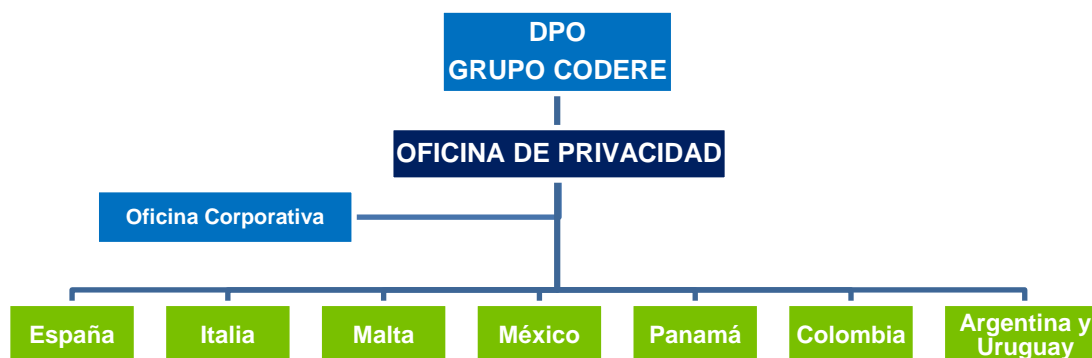 DPO
GRUPO CODERE
OFICINA DE PRIVACIDAD
Oficina Corporativa
España
Italia
Malta
México
Panamá
Colombia
Argentina y
Uruguay